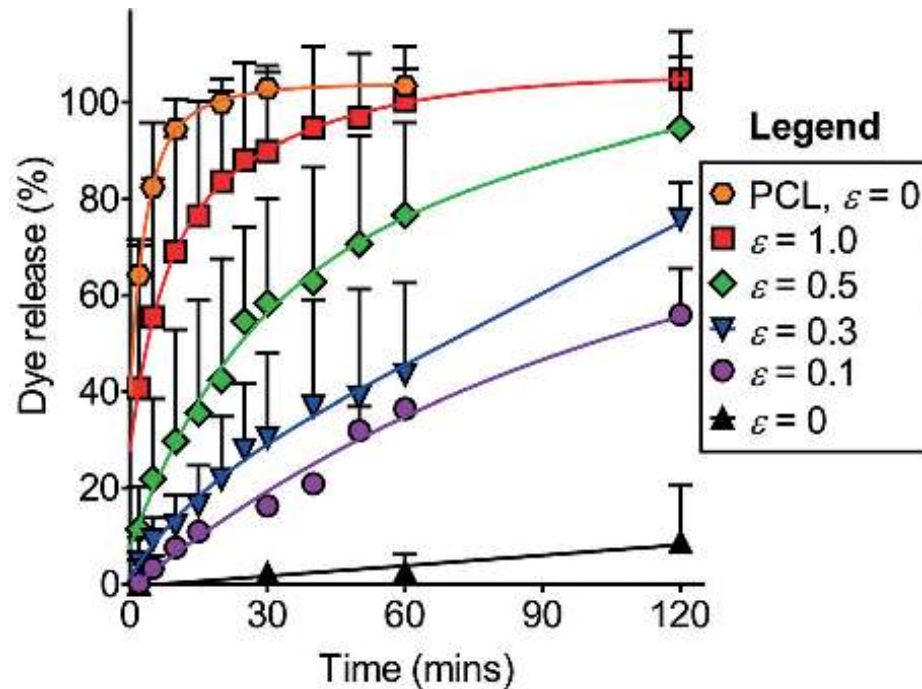 Dye release (%)
100
80
60
40
20
0
0 30 60 90 120
Time (mins)
Legend
PCL, ε = 0
ε = 1.0
ε = 0.5
ε = 0.3
ε = 0.1
ε = 0